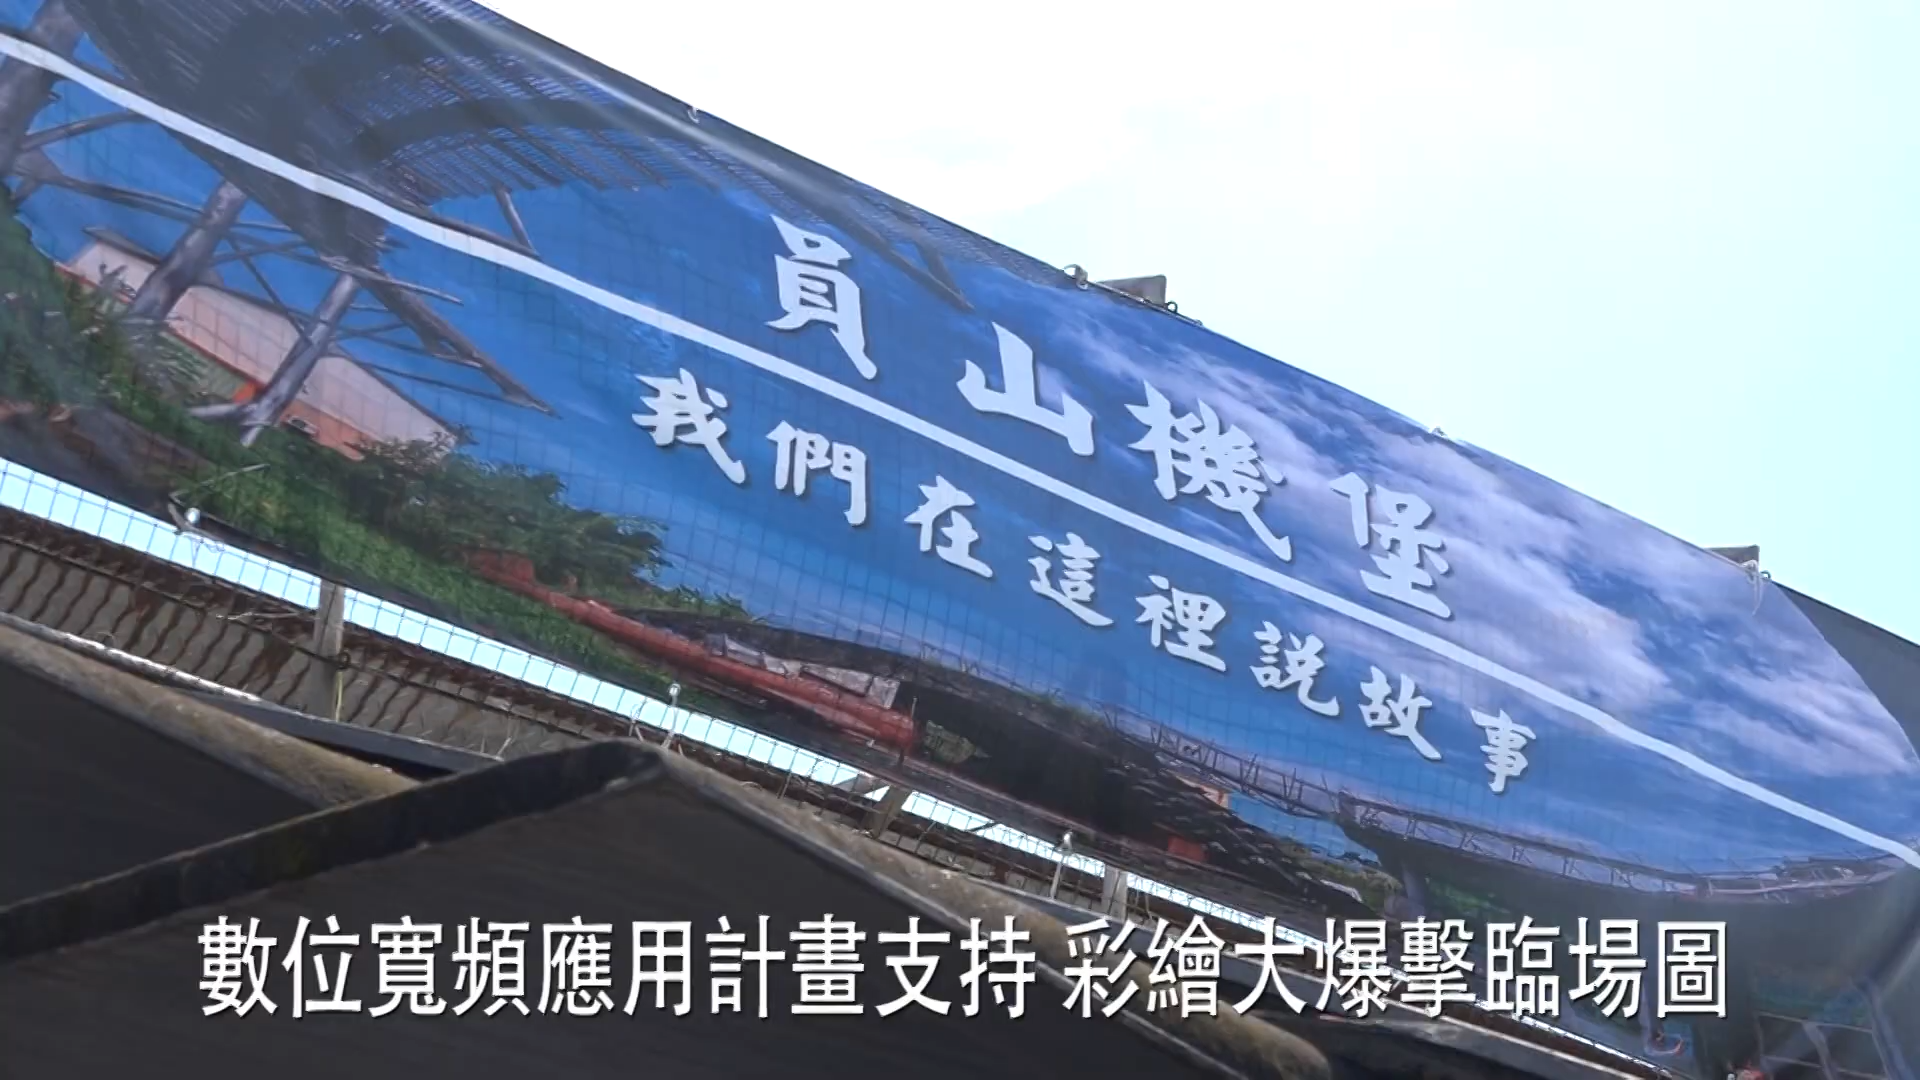 員山機堡
我們在這裡說故事
數位寬頻應用計畫支持 彩繪大爆擊臨場圖